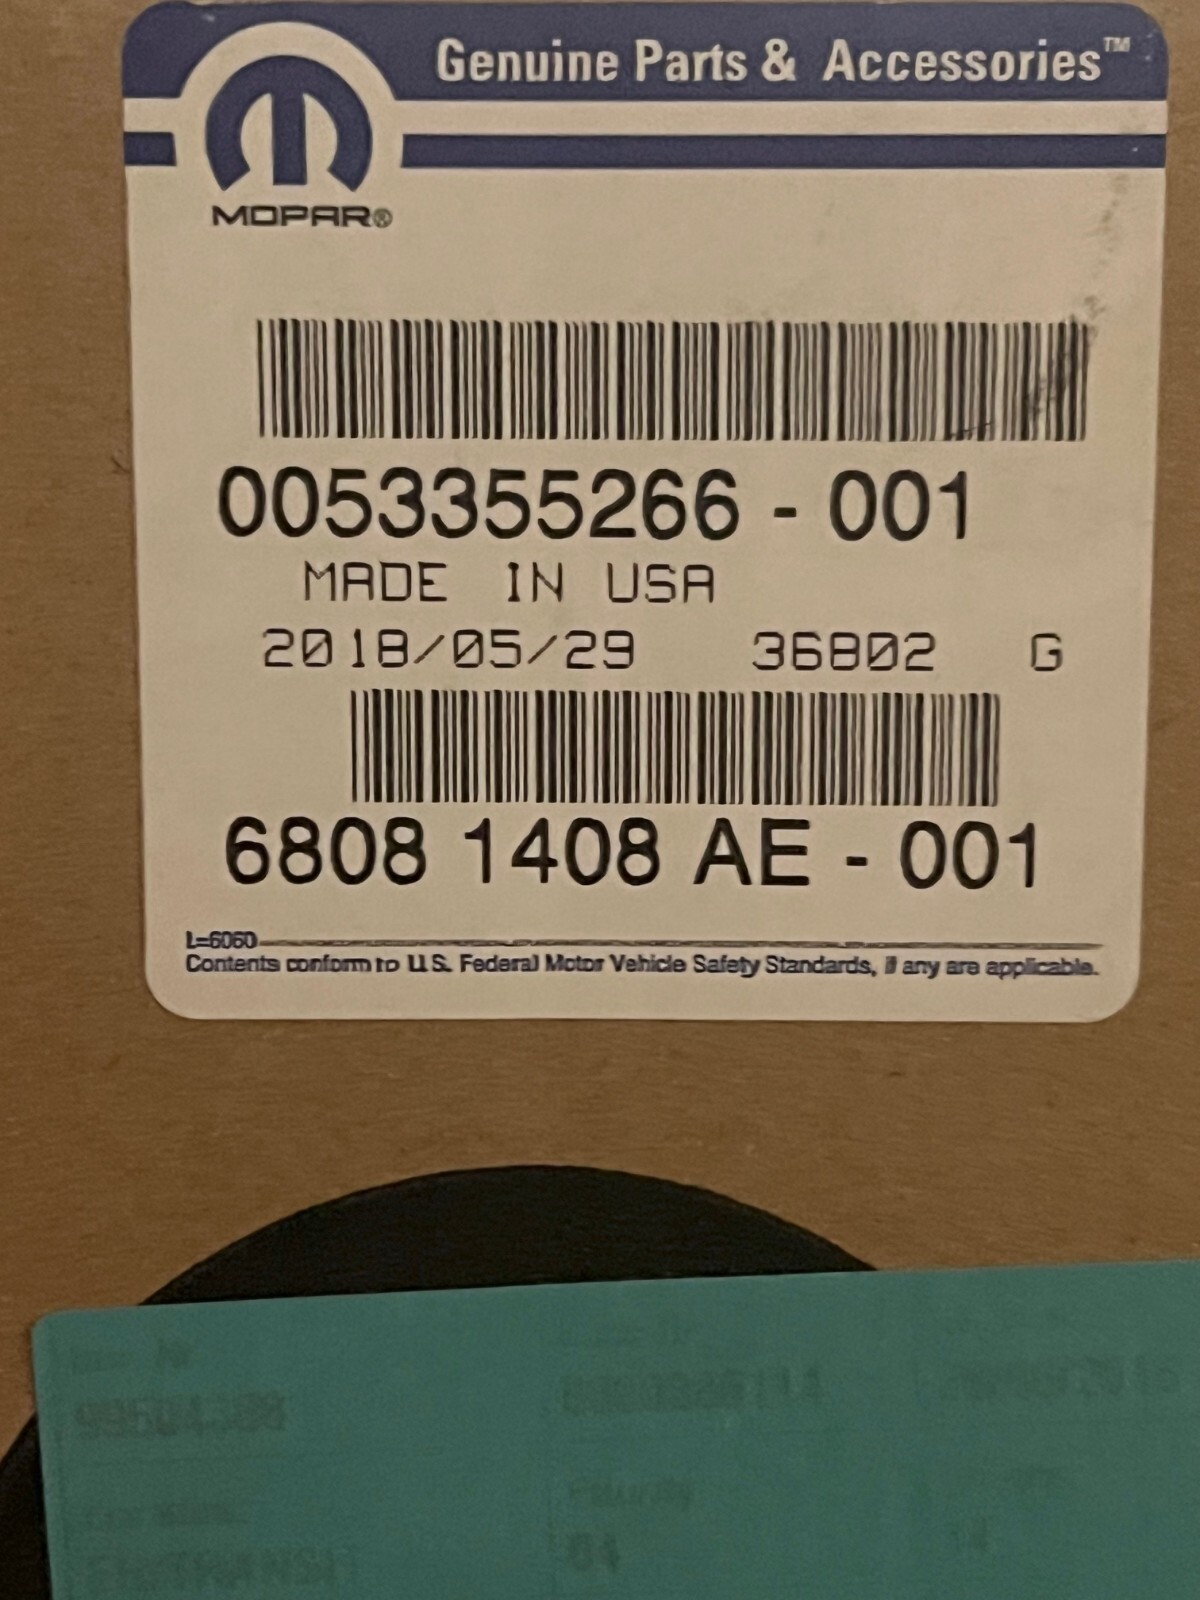 Genuine Parts & Accessories™
MOPAR®
0053355266 - 001
MADE IN USA
2018/05/29 36802 G
6808 1408 AE - 001
L=6060
Contents conform to U.S. Federal Motor Vehicle Safety Standards, if any are applicable.